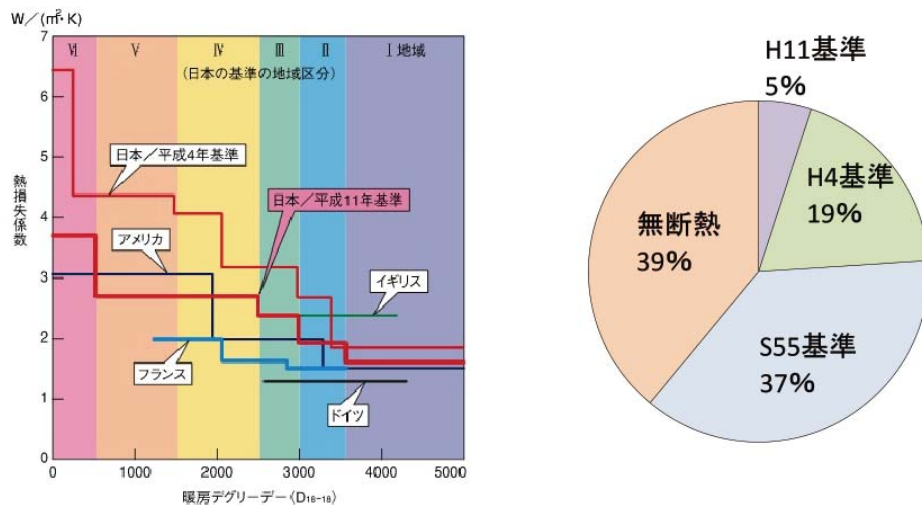 W／(㎡・K)
7
6
5
4
3
2
1
0
熱損失係数
Ⅵ
Ⅴ
Ⅳ
Ⅲ
Ⅱ
Ⅰ地域
(日本の基準の地域区分)
日本／平成4年基準
日本／平成11年基準
アメリカ
イギリス
フランス
ドイツ
0
1000
2000
3000
4000
5000
暖房デグリーデー〈D₁₈₋₁₈〉
H11基準
5%
H4基準
19%
無断熱
39%
S55基準
37%